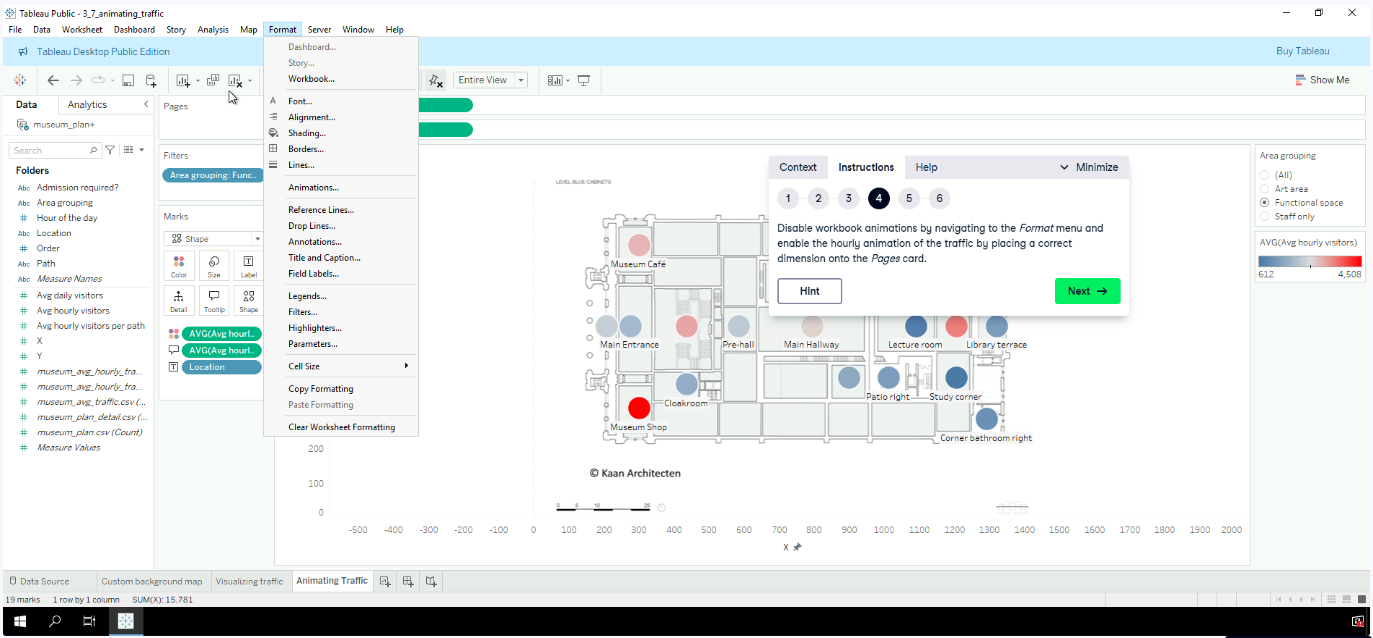 Tableau Public - 3_7_animating_traffic
File Data Worksheet Dashboard Story Analysis Map Format Server Window Help
Tableau Desktop Public Edition
Buy Tableau
Entire View
Show Me
Data
Analytics
museum_plan+
Search
Folders
Abc Admission required?
Abc Area grouping
# Hour of the day
Abc Location
# Order
Abc Path
Abc Measure Names
# Avg daily visitors
# Avg hourly visitors
# Avg hourly visitors per path
# X
# Y
# museum_avg_hourly_tra...
# museum_avg_hourly_tra...
# museum_avg_traffic.csv (...
# museum_plan_detail.csv (...
# museum_plan.csv (Count)
# Measure Values
Pages
Filters
Area grouping: Func..
Marks
Shape
Color
Size
Label
Detail
Tooltip
Shape
AVG(Avg hourl..
AVG(Avg hourl..
Location
Dashboard...
Story...
Workbook...
Font...
Alignment...
Shading...
Borders...
Lines...
Animations...
Reference Lines...
Drop Lines...
Annotations...
Title and Caption...
Field Labels...
Legends...
Filters...
Highlighters...
Parameters...
Cell Size
Copy Formatting
Paste Formatting
Clear Worksheet Formatting
LEVEL BLUE CABINETS
Museum Café
Main Entrance
Pre-hall
Main Hallway
Lecture room
Library terrace
Cloakroom
Patio right
Study corner
Museum Shop
Corner bathroom right
© Kaan Architecten
0 5 10 25
200
100
0
-500 -400 -300 -200 -100 0 100 200 300 400 500 600 700 800 900 1000 1100 1200 1300 1400 1500 1600 1700 1800 1900 2000
X
Context
Instructions
Help
Minimize
1 2 3 4 5 6
Disable workbook animations by navigating to the Format menu and
enable the hourly animation of the traffic by placing a correct
dimension onto the Pages card.
Hint
Next
Area grouping
(All)
Art area
Functional space
Staff only
AVG(Avg hourly visitors)
612 4,508
Data Source
Custom background map
Visualizing traffic
Animating Traffic
19 marks 1 row by 1 column SUM(X): 15.781